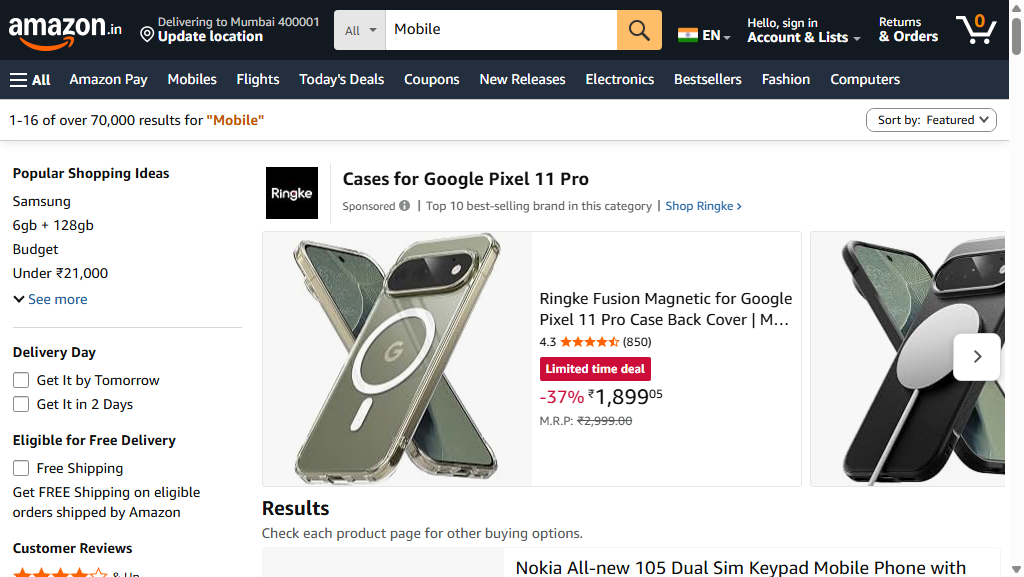 amazon.in
Delivering to Mumbai 400001
Update location
All
Mobile
EN
Hello, sign in
Account & Lists
Returns
& Orders
0
All
Amazon Pay
Mobiles
Flights
Today's Deals
Coupons
New Releases
Electronics
Bestsellers
Fashion
Computers
1-16 of over 70,000 results for "Mobile"
Sort by: Featured
Popular Shopping Ideas
Samsung
6gb + 128gb
Budget
Under ₹21,000
See more
Delivery Day
Get It by Tomorrow
Get It in 2 Days
Eligible for Free Delivery
Free Shipping
Get FREE Shipping on eligible
orders shipped by Amazon
Customer Reviews
& Up
Ringke
Cases for Google Pixel 11 Pro
Sponsored | Top 10 best-selling brand in this category | Shop Ringke
G
Ringke Fusion Magnetic for Google
Pixel 11 Pro Case Back Cover | M...
4.3 (850)
Limited time deal
-37% ₹1,89905
M.R.P: ₹2,999.00
Results
Check each product page for other buying options.
Nokia All-new 105 Dual Sim Keypad Mobile Phone with